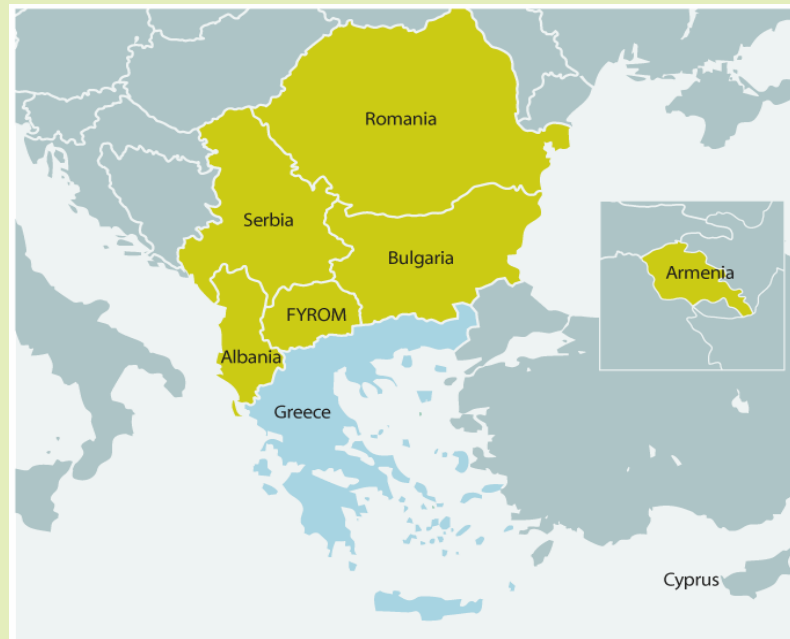 Romania
Serbia
Bulgaria
Armenia
FYROM
Albania
Greece
Cyprus